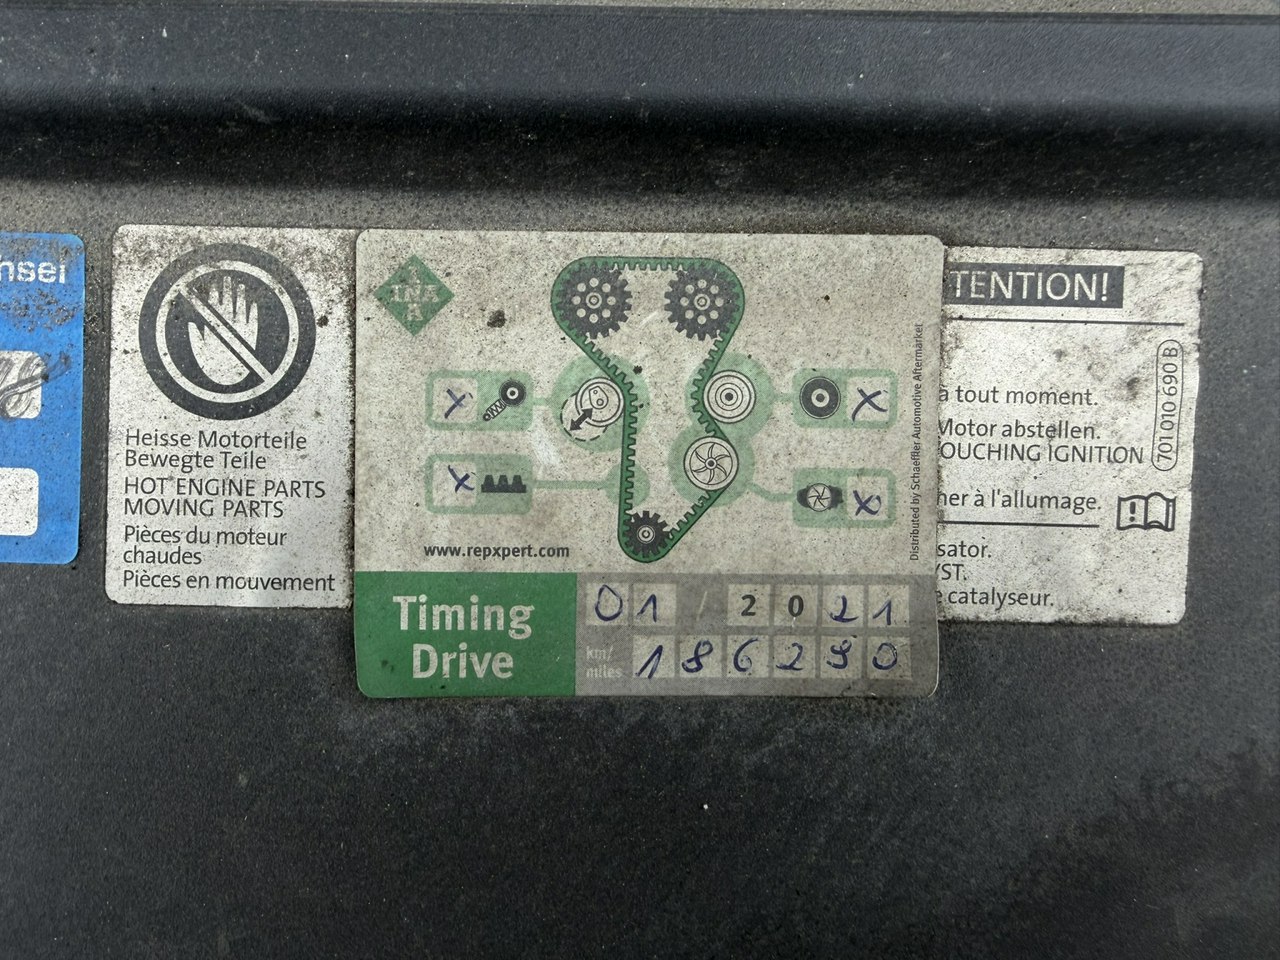 hsel
Heisse Motorteile
Bewegte Teile
HOT ENGINE PARTS
MOVING PARTS
Pièces du moteur
chaudes
Pièces en mouvement
INA
X
X
X
X
www.repxpert.com
Distributed by Schaeffler Automotive Aftermarket
Timing
Drive
01 / 2021
km/
miles
186290
TENTION!
à tout moment.
Motor abstellen.
OUCHING IGNITION
her à l'allumage.
sator.
YST.
catalyseur.
701 010 690 B